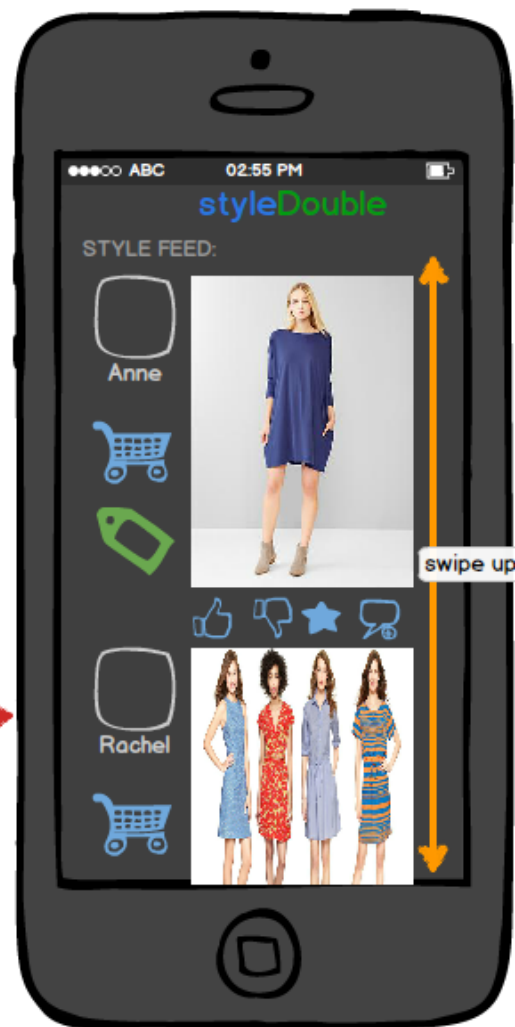 ABC 02:55 PM
styleDouble
STYLE FEED:
Anne
swipe up
Rachel